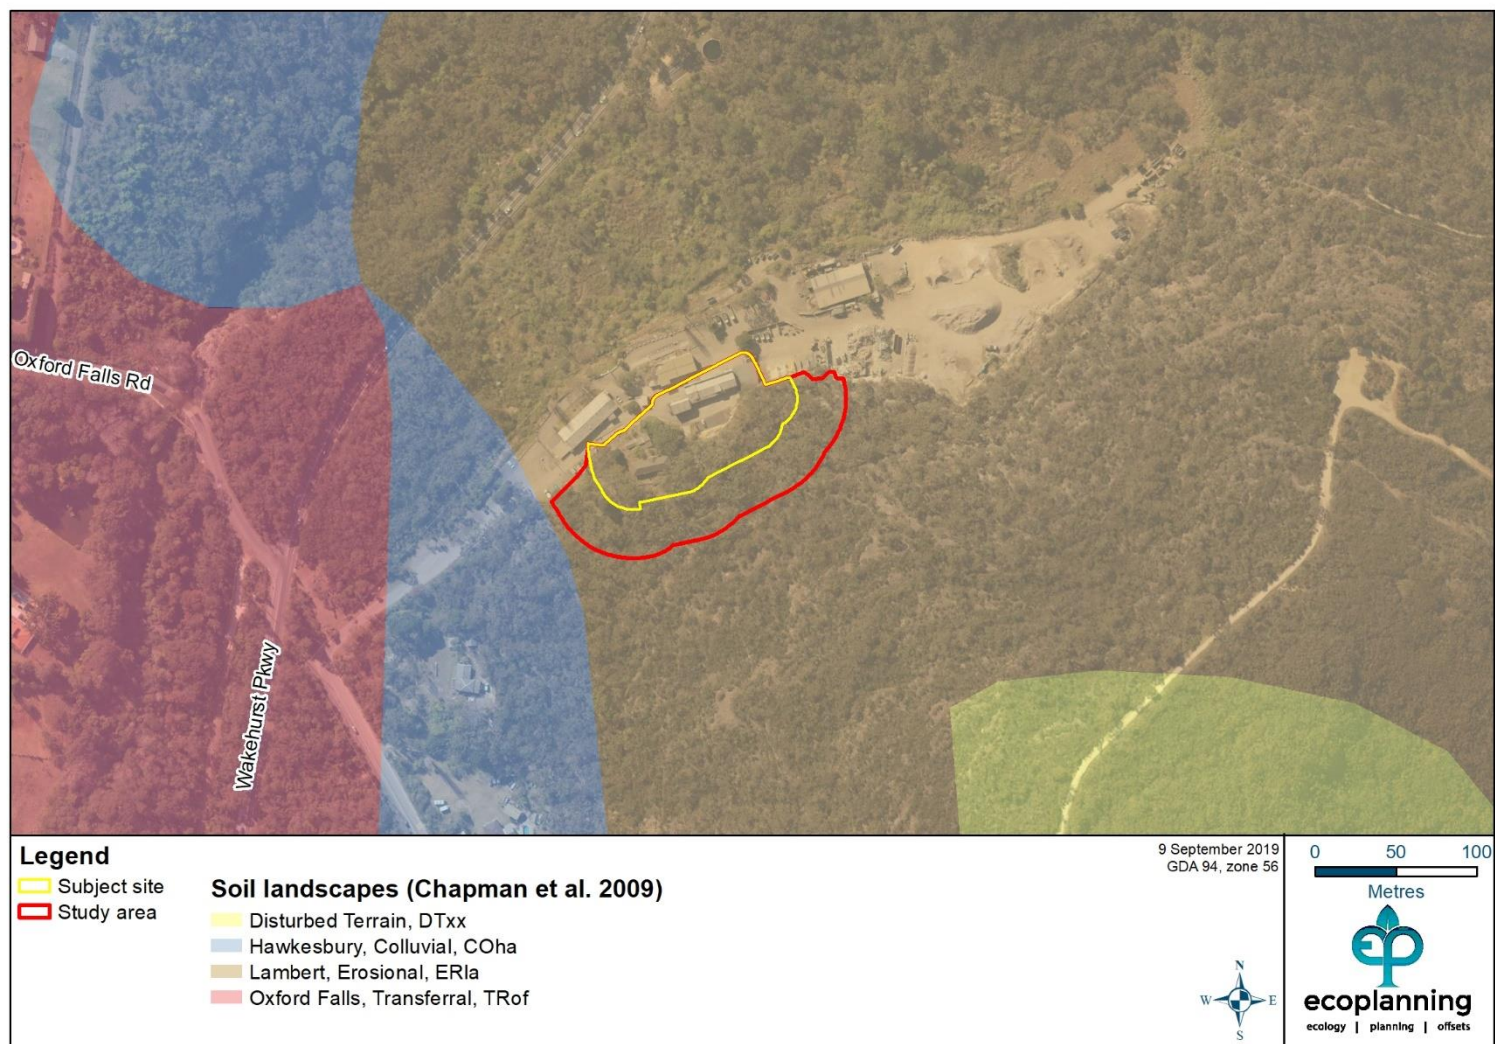 Oxford Falls Rd
Wakehurst Pkwy
Legend
Subject site
Study area
Soil landscapes (Chapman et al. 2009)
Disturbed Terrain, DTxx
Hawkesbury, Colluvial, COha
Lambert, Erosional, ERla
Oxford Falls, Transferral, TRof
9 September 2019
GDA 94, zone 56
0 50 100
Metres
N
W E
S
ep
ecoplanning
ecology | planning | offsets